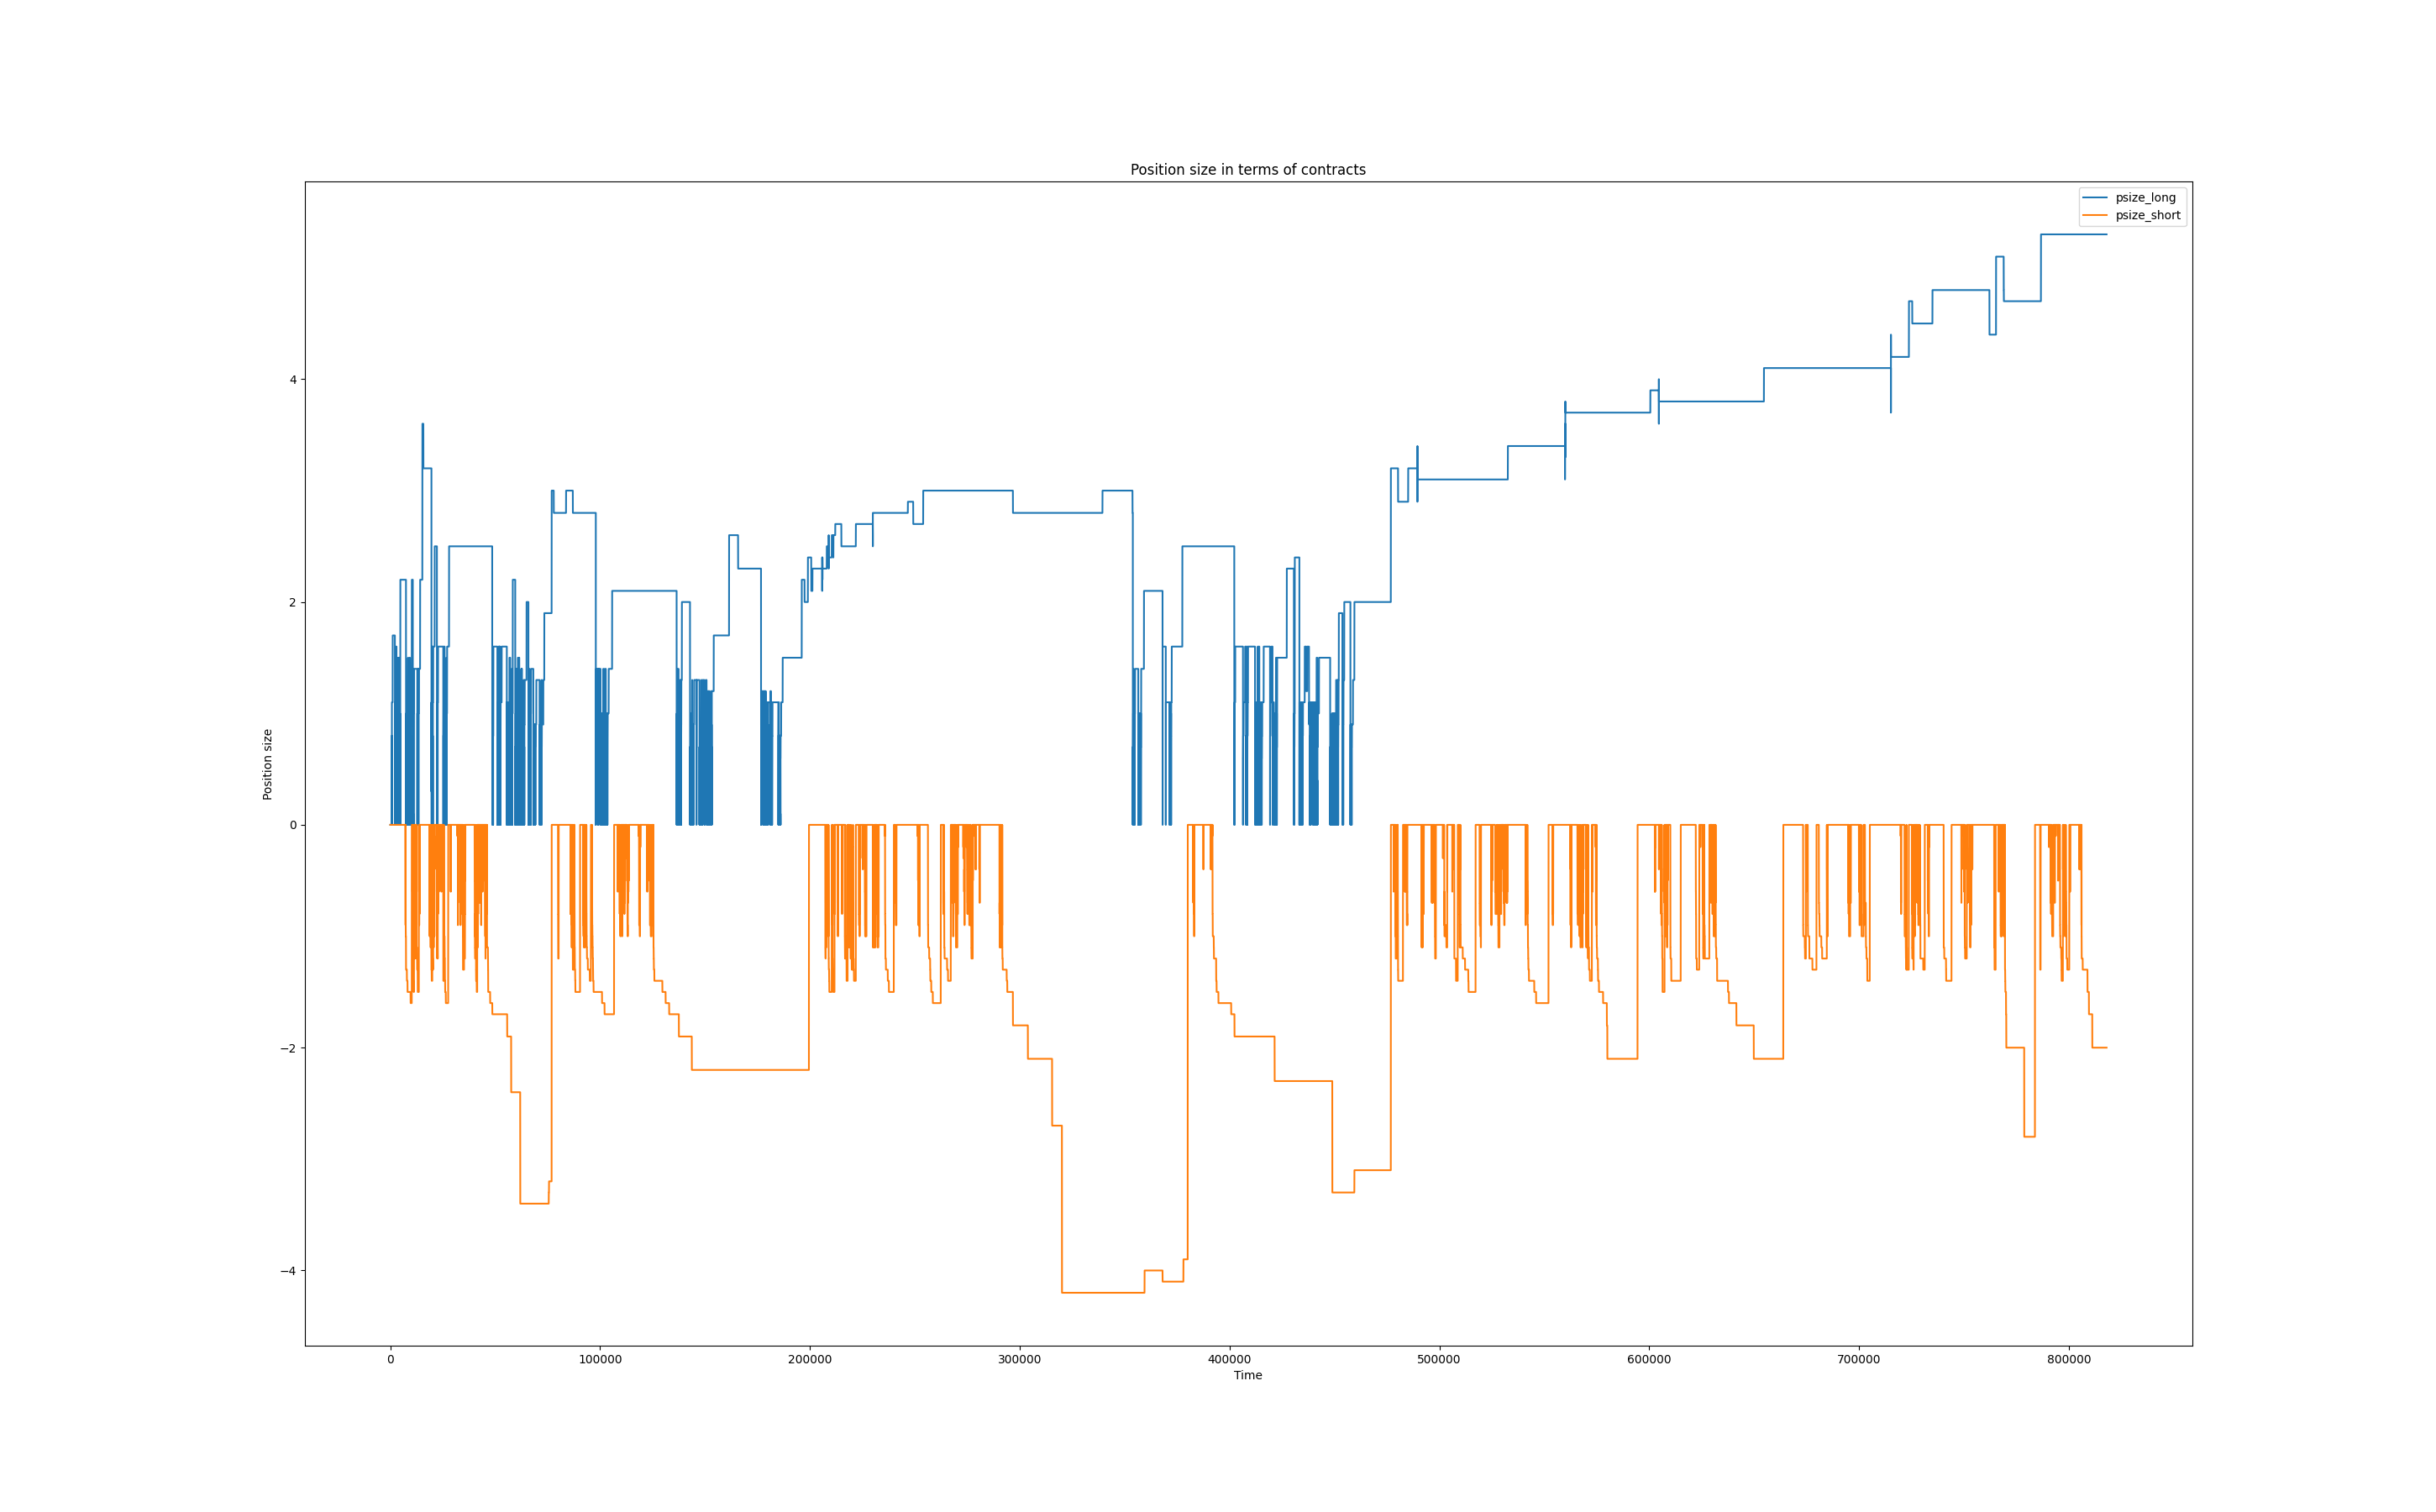 Position size in terms of contracts
psize_long
psize_short
4
2
0
−2
−4
Position size
0
100000
200000
300000
400000
500000
600000
700000
800000
Time